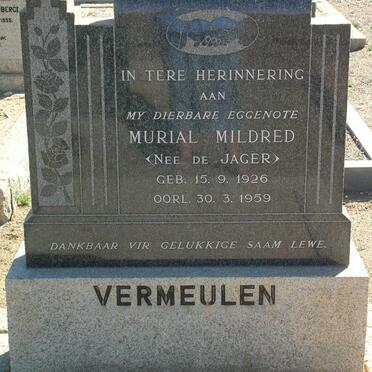 IN TERE HERINNERING
AAN
MY DIERBARE EGGENOTE
MURIAL MILDRED
<NEE DE JAGER>
GEB. 15. 9. 1926
OORL. 30. 3. 1959
DANKBAAR VIR GELUKKIGE SAAM LEWE.
VERMEULEN